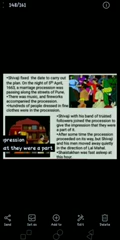 148/161
•Shivaji fixed the date to carry out
the plan. On the night of 5th April,
1663, a marriage procession was
going along the streets of Pune.
•There was music, and fireworks
accompanied the procession.
•Hundreds of people dressed in fine
clothes were in the procession.
•Shivaji with his band of trusted
followers joined the procession to
give the impression that they were
a part of it.
•After some time the procession
proceeded on its way, but Shivaji
and his men moved away quietly
in the direction of Lal Mahal.
•Shaistakhan was fast asleep at
this hour.
pression
at they were a part